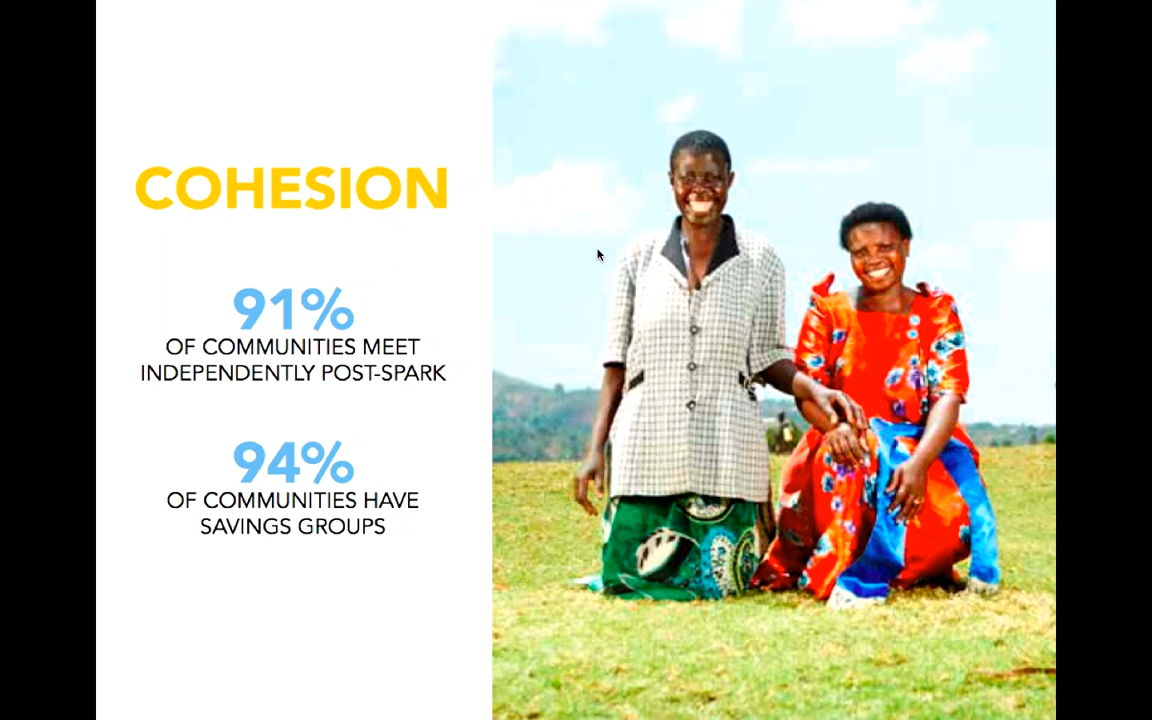 COHESION
91%
OF COMMUNITIES MEET
INDEPENDENTLY POST-SPARK
94%
OF COMMUNITIES HAVE
SAVINGS GROUPS